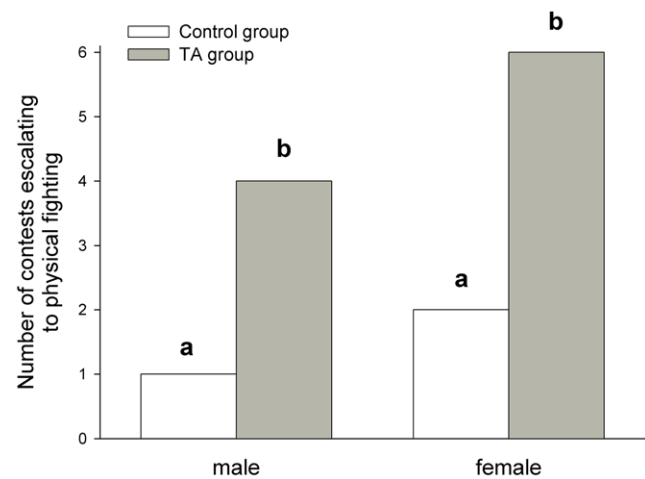 Control group
TA group
Number of contests escalating
to physical fighting
6
5
4
3
2
1
0
a
b
a
b
male
female